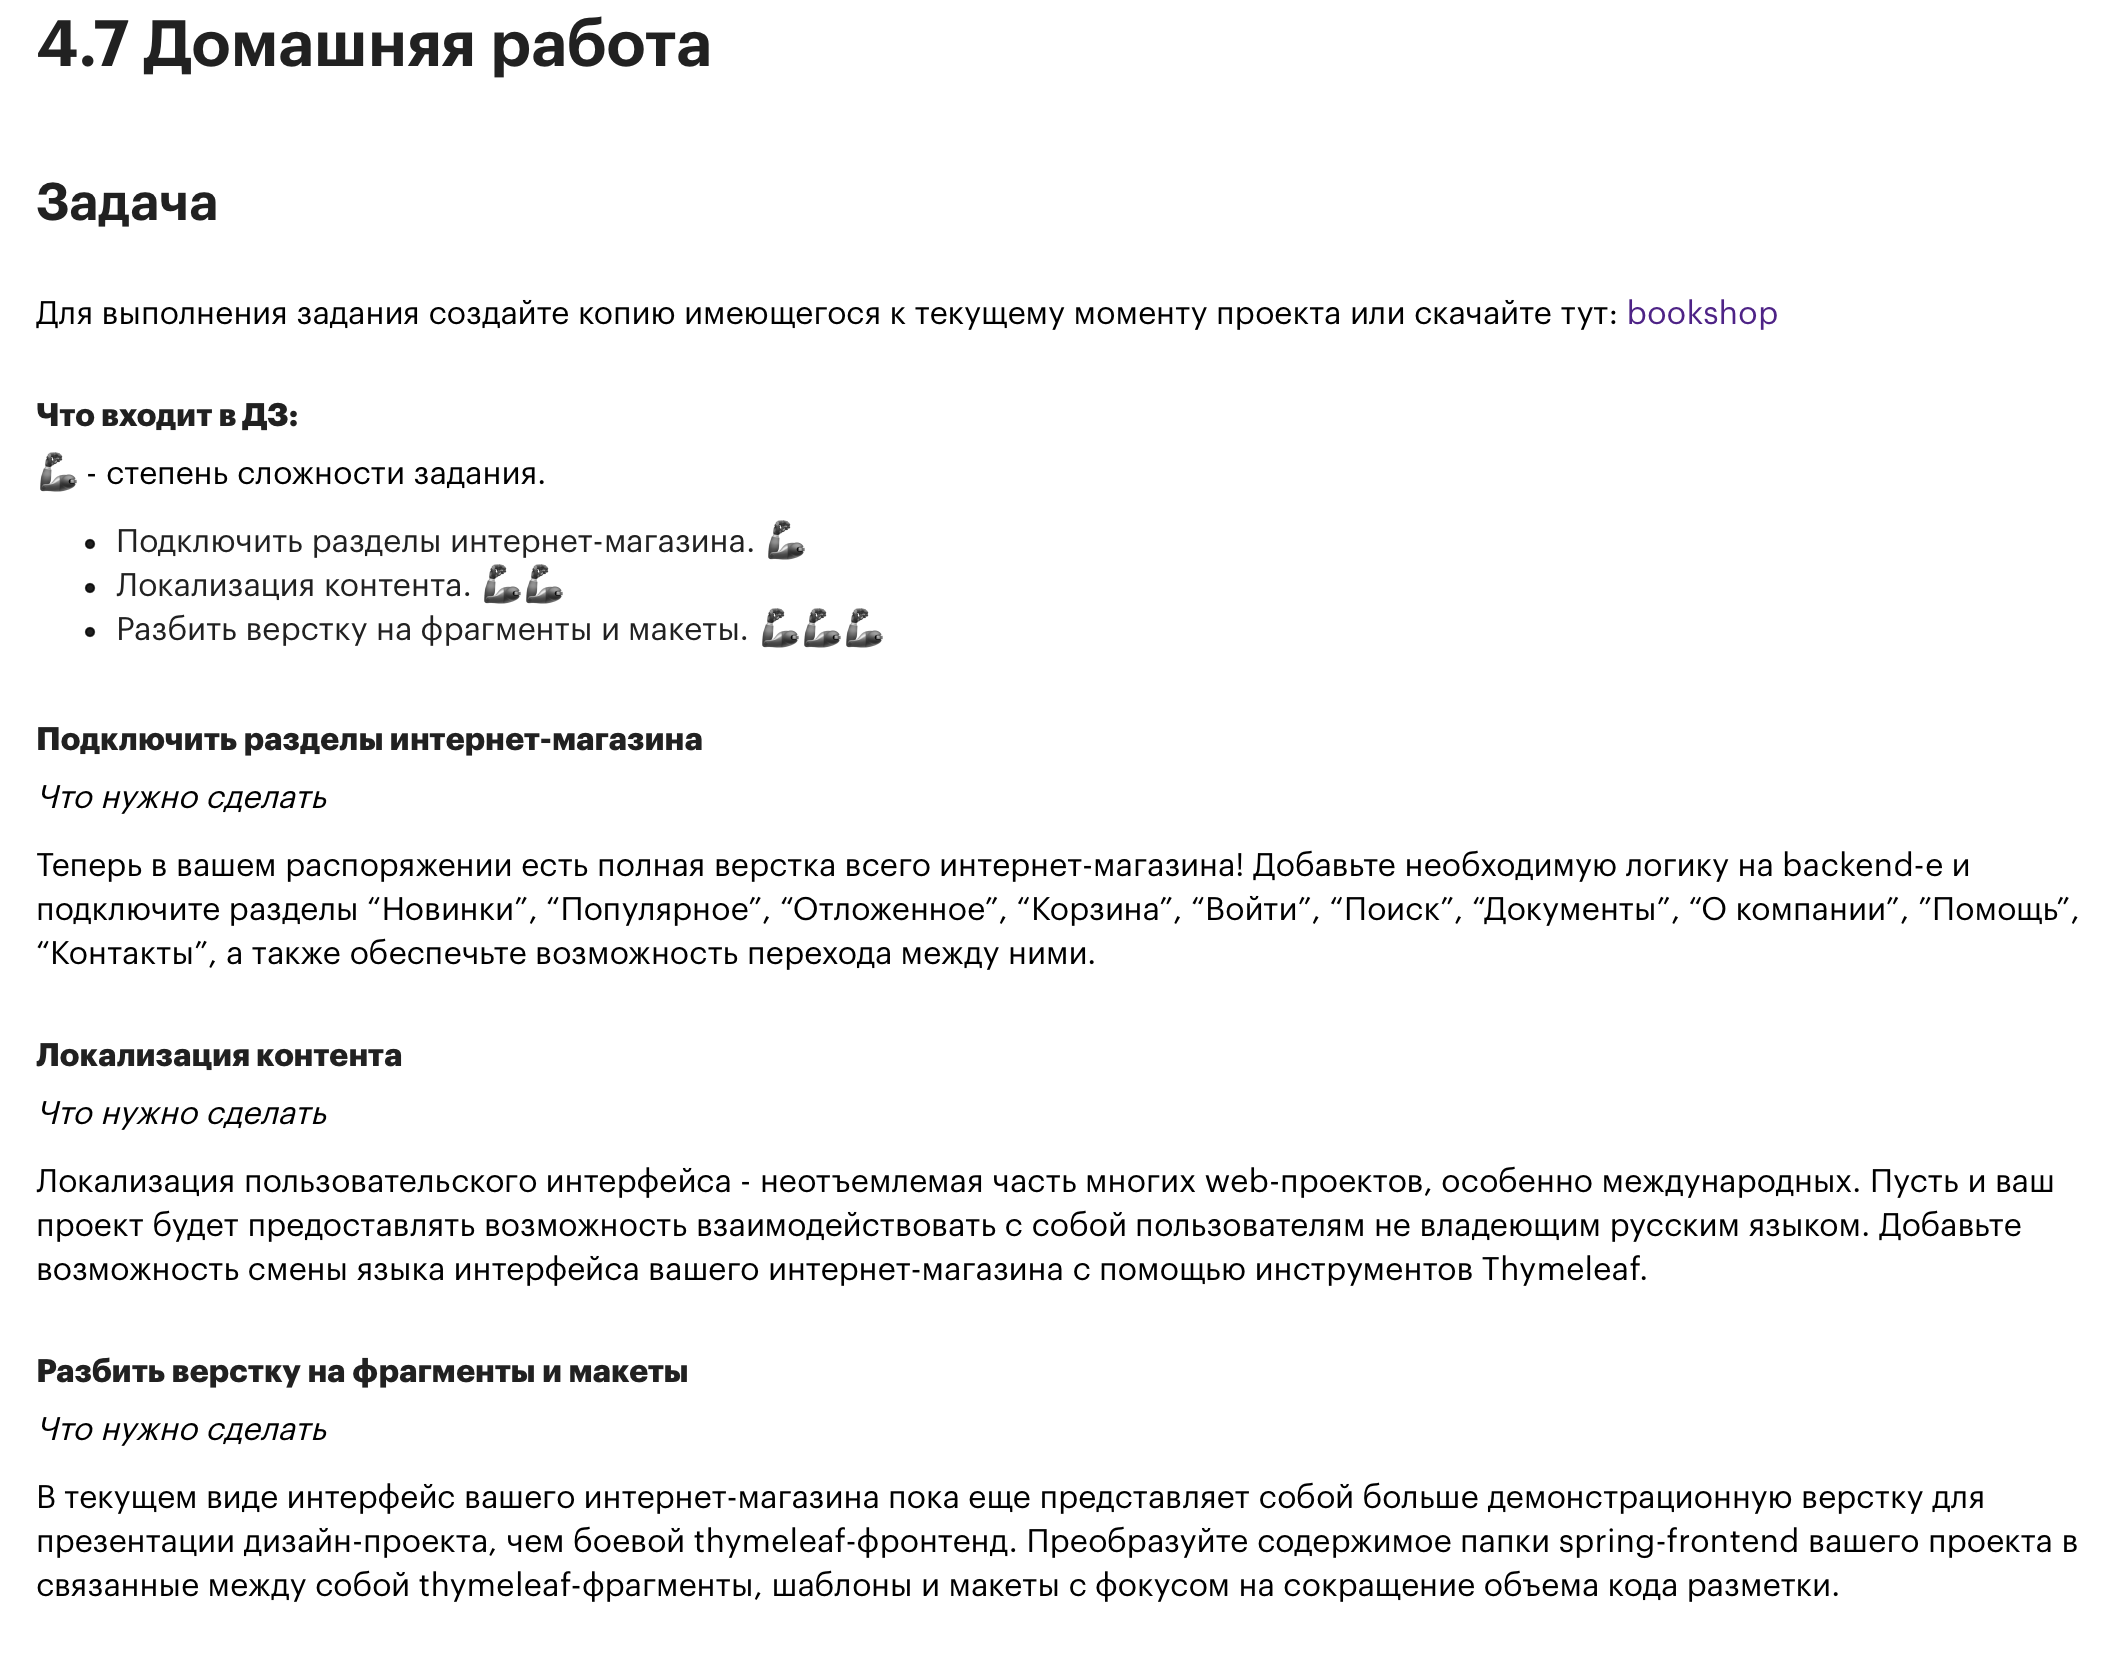 4.7 Домашняя работа
Задача
Для выполнения задания создайте копию имеющегося к текущему моменту проекта или скачайте тут: bookshop
Что входит в ДЗ:
🦾 - степень сложности задания.
• Подключить разделы интернет-магазина. 🦾
• Локализация контента. 🦾🦾
• Разбить верстку на фрагменты и макеты. 🦾🦾🦾
Подключить разделы интернет-магазина
Что нужно сделать
Теперь в вашем распоряжении есть полная верстка всего интернет-магазина! Добавьте необходимую логику на backend-е и
подключите разделы “Новинки”, “Популярное”, “Отложенное”, “Корзина”, “Войти”, “Поиск”, “Документы”, “О компании”, ”Помощь”,
“Контакты”, а также обеспечьте возможность перехода между ними.
Локализация контента
Что нужно сделать
Локализация пользовательского интерфейса - неотъемлемая часть многих web-проектов, особенно международных. Пусть и ваш
проект будет предоставлять возможность взаимодействовать с собой пользователям не владеющим русским языком. Добавьте
возможность смены языка интерфейса вашего интернет-магазина с помощью инструментов Thymeleaf.
Разбить верстку на фрагменты и макеты
Что нужно сделать
В текущем виде интерфейс вашего интернет-магазина пока еще представляет собой больше демонстрационную верстку для
презентации дизайн-проекта, чем боевой thymeleaf-фронтенд. Преобразуйте содержимое папки spring-frontend вашего проекта в
связанные между собой thymeleaf-фрагменты, шаблоны и макеты с фокусом на сокращение объема кода разметки.